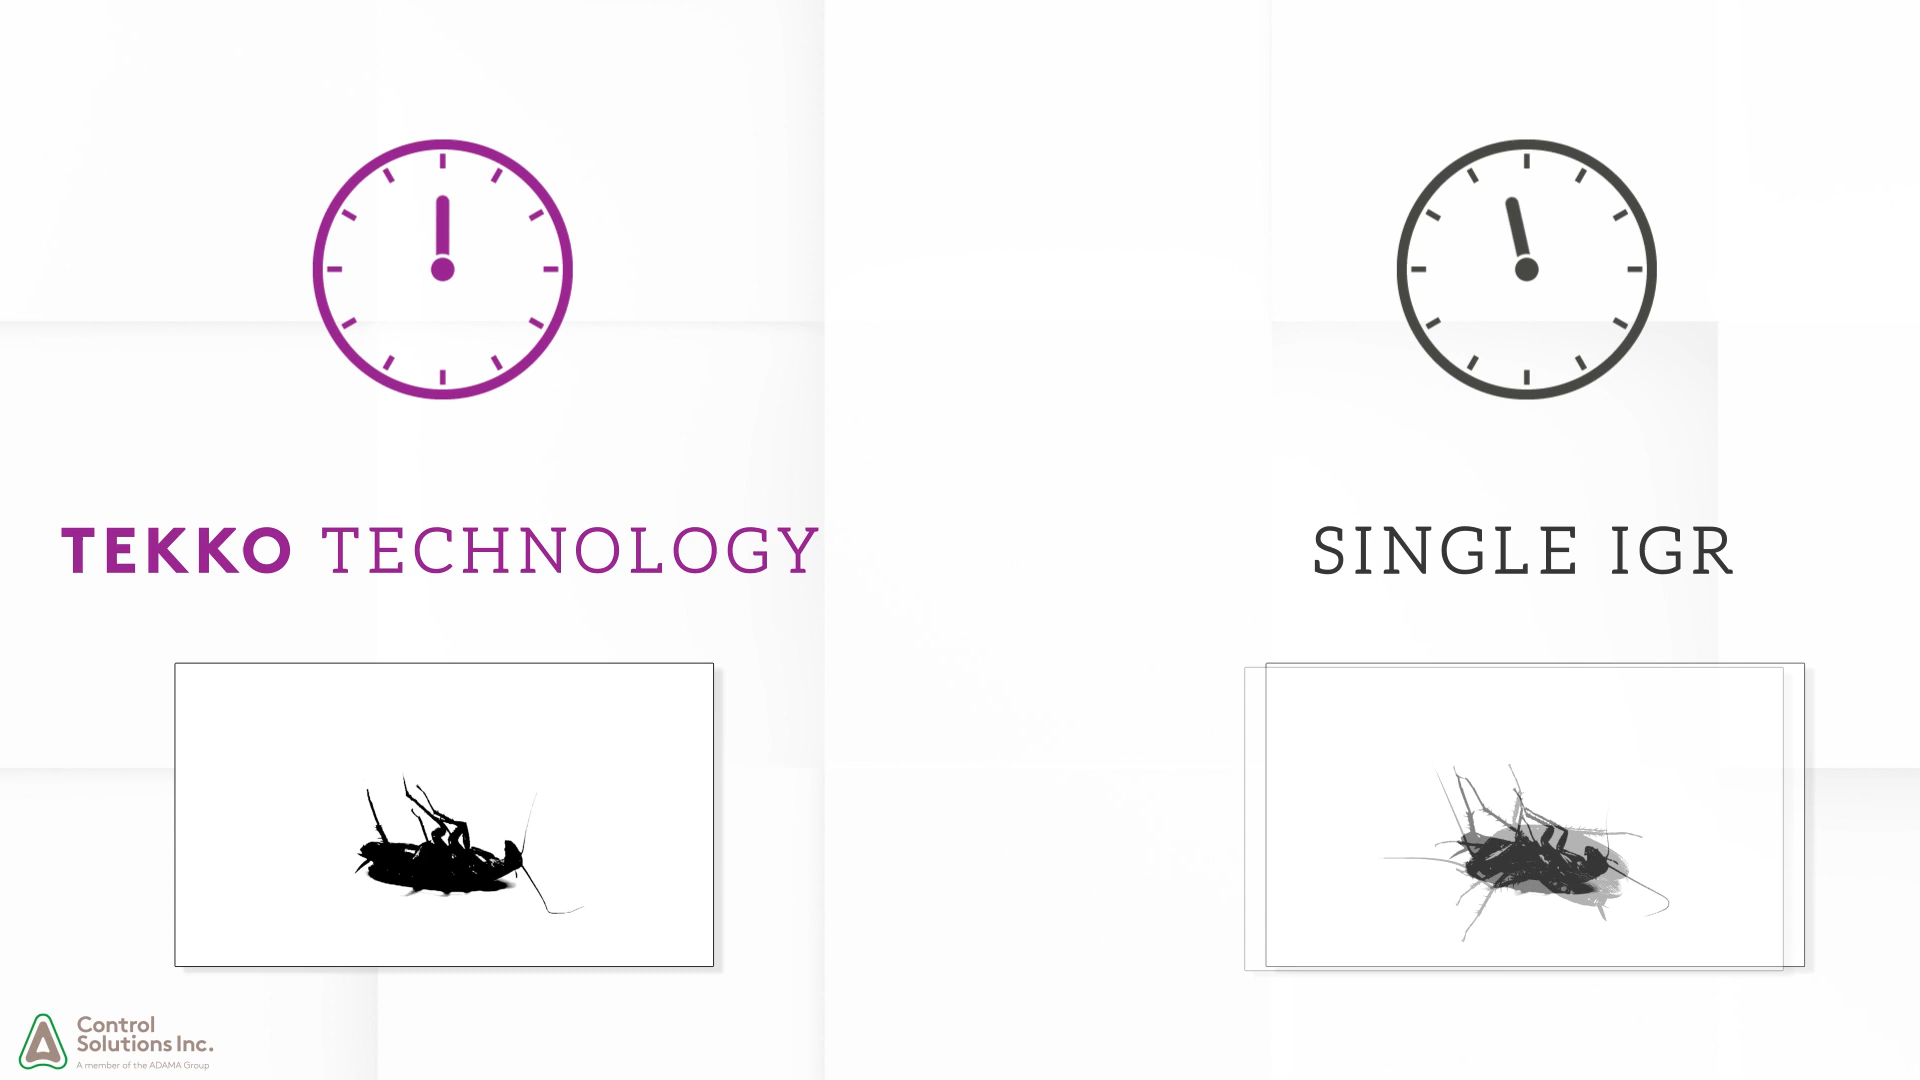 TEKKO TECHNOLOGY
SINGLE IGR
Control
Solutions Inc.
A member of the ADAMA Group